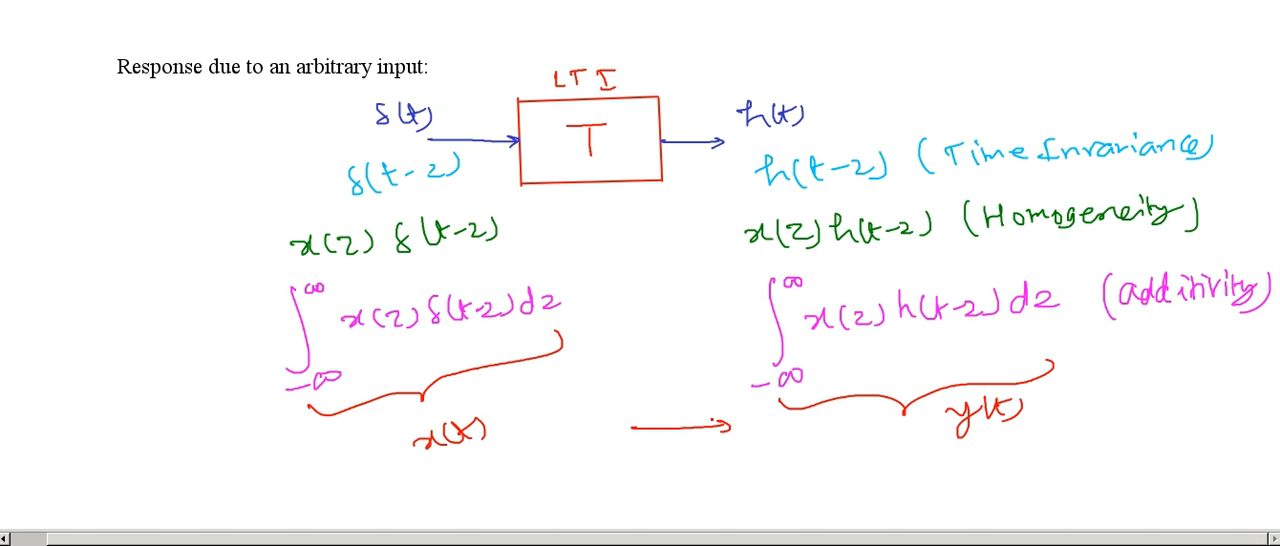 Response due to an arbitrary input:
LTI
δ(t) T h(t)
δ(t-z) h(t-z) (Time Invariance)
x(z) δ(t-z) x(z) h(t-z) (Homogeneity)
∫_{-∞}^{∞} x(z) δ(t-z) dz ∫_{-∞}^{∞} x(z) h(t-z) dz (additivity)
x(t) → y(t)